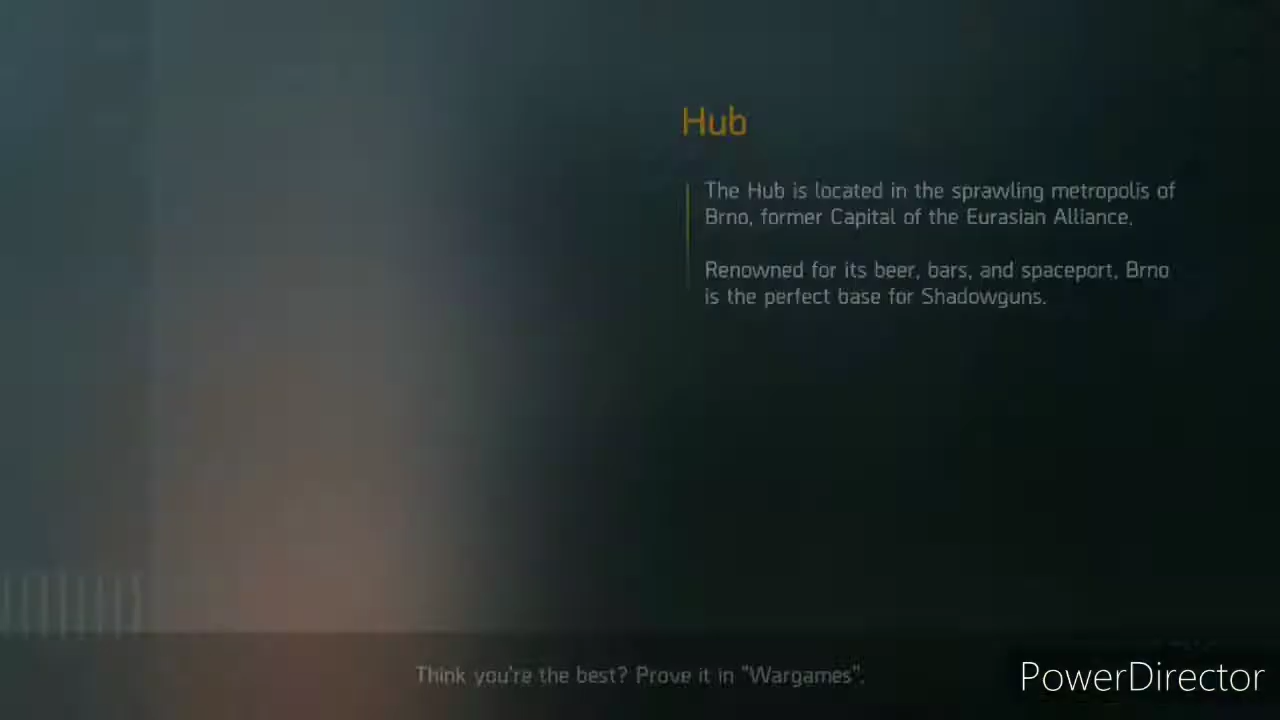 Hub
The Hub is located in the sprawling metropolis of
Brno, former Capital of the Eurasian Alliance.
Renowned for its beer, bars, and spaceport, Brno
is the perfect base for Shadowguns.
Think you're the best? Prove it in "Wargames".
PowerDirector